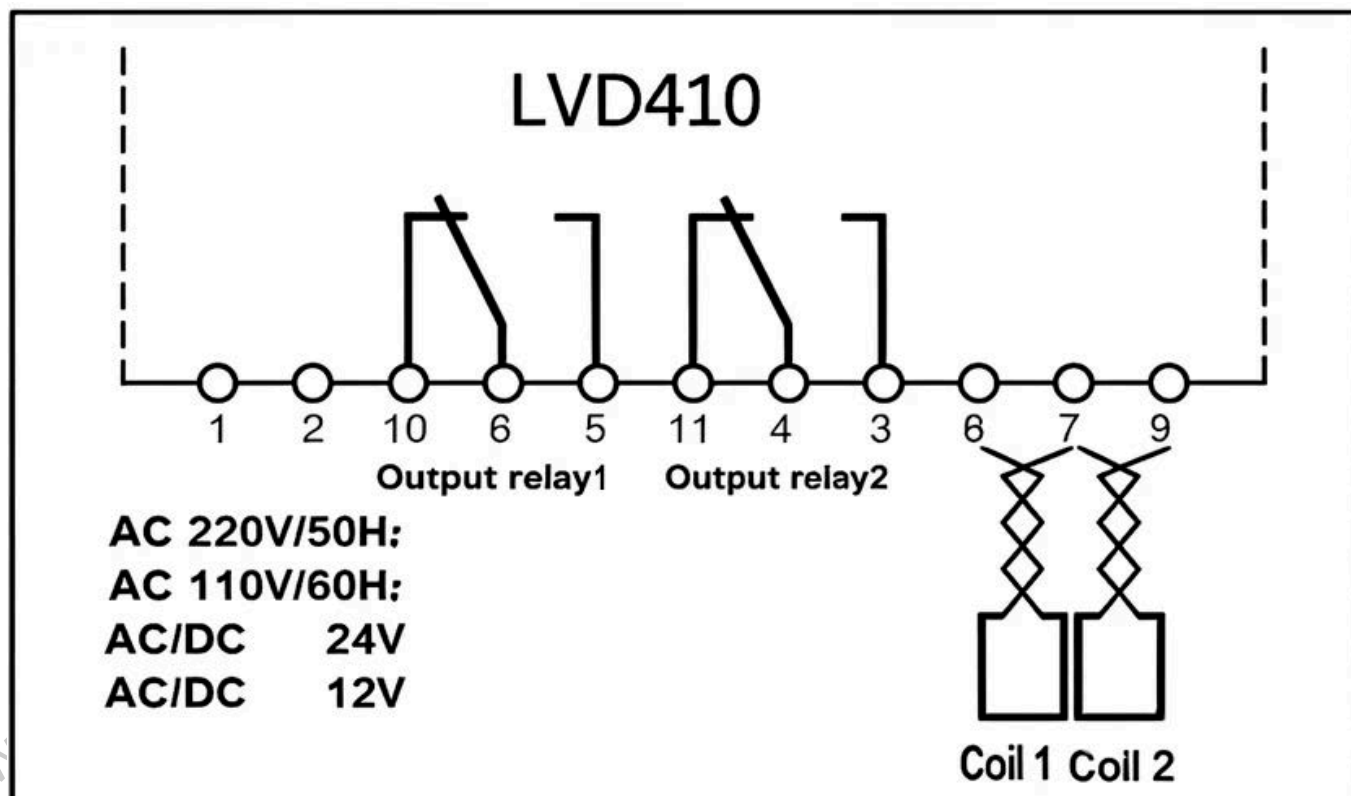 LVD410
1 2 10 6 5 11 4 3 6 7 9
Output relay1 Output relay2
AC 220V/50H:
AC 110V/60H:
AC/DC 24V
AC/DC 12V
Coil 1 Coil 2